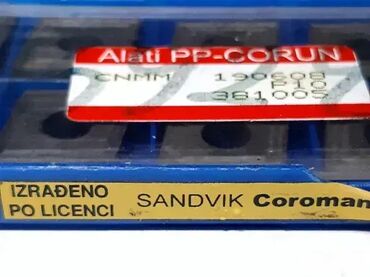 Alati PP-CORUN
CNMM 190608
P10
381005
IZRAĐENO
PO LICENCI
SANDVIK Coroman